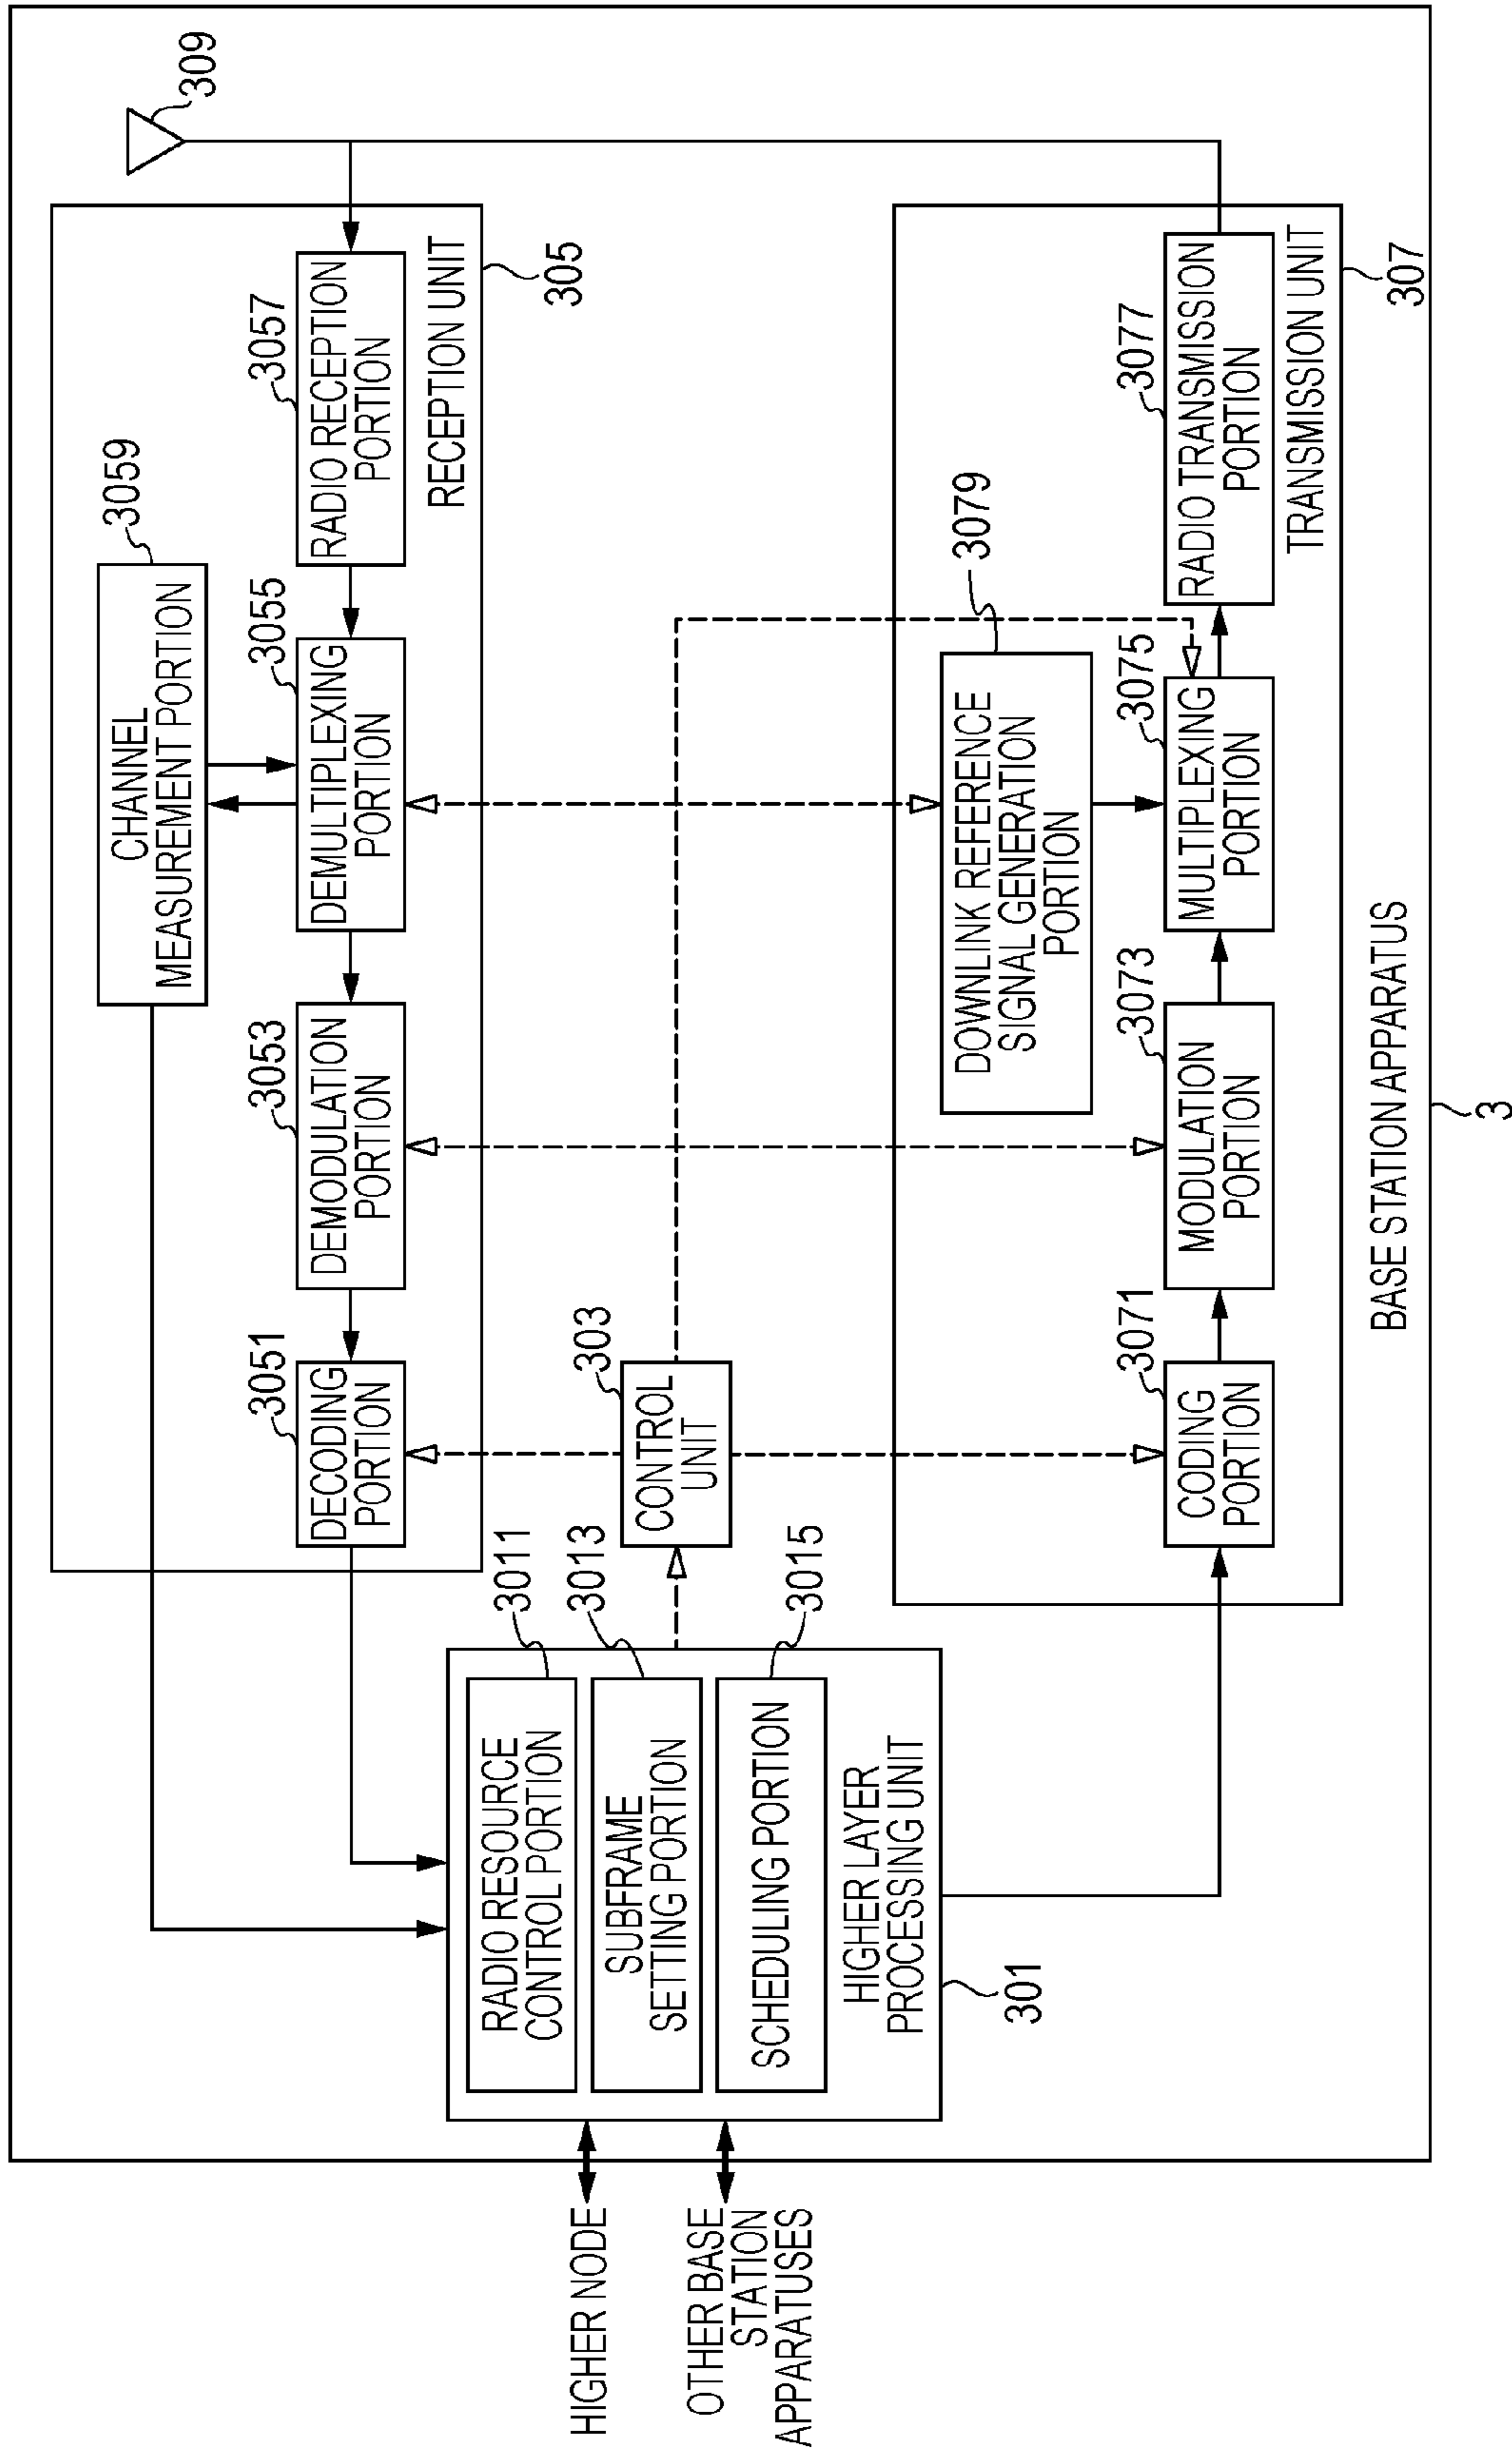 309
3059
CHANNEL
MEASUREMENT PORTION
3051
3053
3055
3057
DECODING
PORTION
DEMODULATION
PORTION
DEMULTIPLEXING
PORTION
RADIO RECEPTION
PORTION
RECEPTION UNIT
305
HIGHER NODE
OTHER BASE
STATION
APPARATUSES
3011
RADIO RESOURCE
CONTROL PORTION
3013
SUBFRAME
SETTING PORTION
3015
SCHEDULING PORTION
HIGHER LAYER
PROCESSING UNIT
301
303
CONTROL
UNIT
3079
DOWNLINK REFERENCE
SIGNAL GENERATION
PORTION
3071
3073
3075
3077
CODING
PORTION
MODULATION
PORTION
MULTIPLEXING
PORTION
RADIO TRANSMISSION
PORTION
TRANSMISSION UNIT
307
BASE STATION APPARATUS
3